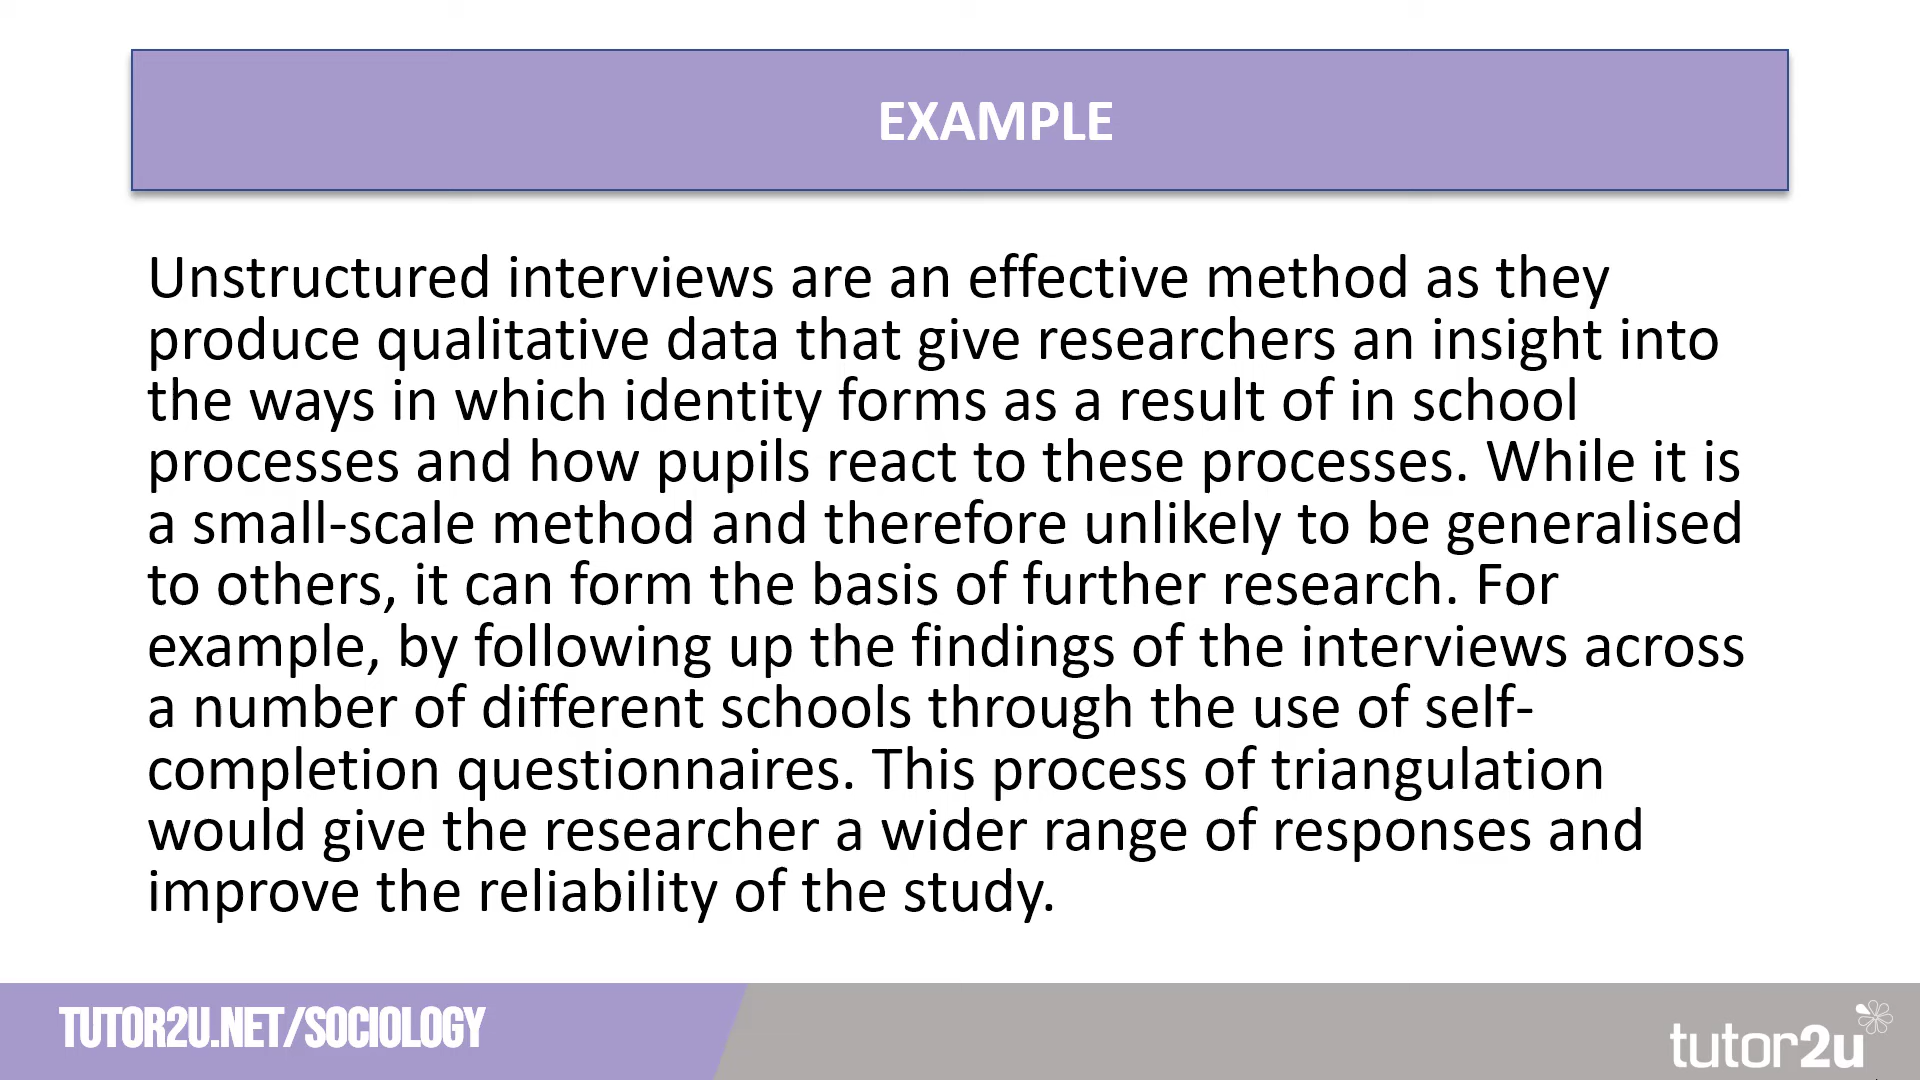 EXAMPLE
Unstructured interviews are an effective method as they
produce qualitative data that give researchers an insight into
the ways in which identity forms as a result of in school
processes and how pupils react to these processes. While it is
a small-scale method and therefore unlikely to be generalised
to others, it can form the basis of further research. For
example, by following up the findings of the interviews across
a number of different schools through the use of self-
completion questionnaires. This process of triangulation
would give the researcher a wider range of responses and
improve the reliability of the study.
TUTOR2U.NET/SOCIOLOGY
tutor2u